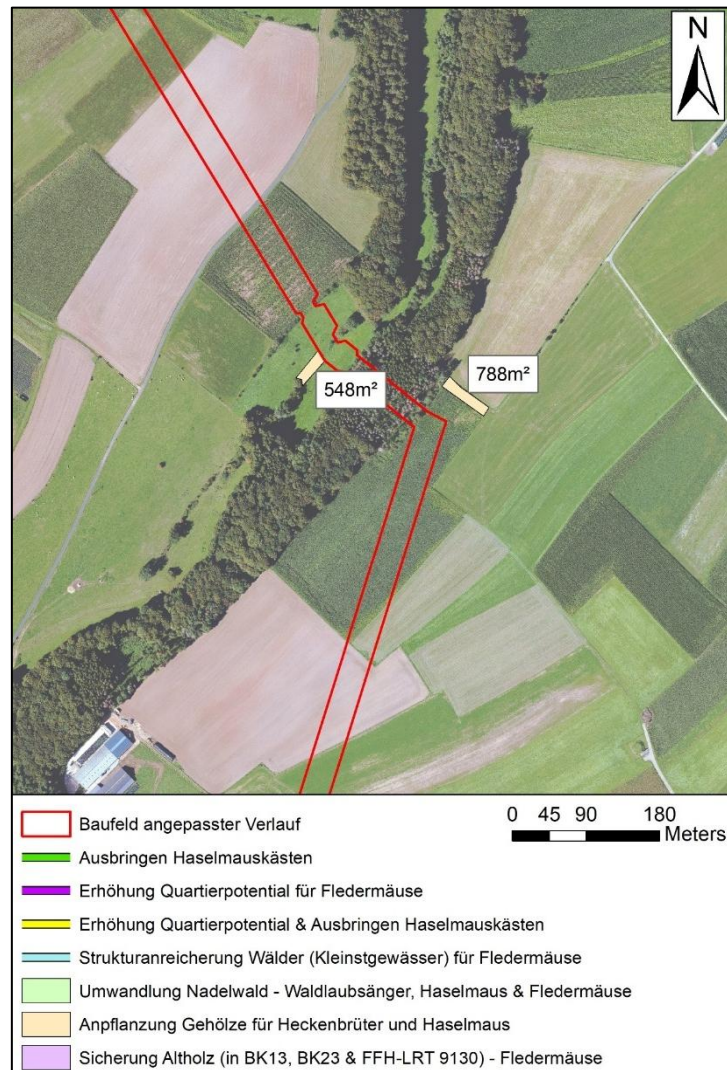 N
548m²
788m²
0 45 90 180
Meters
Baufeld angepasster Verlauf
Ausbringen Haselmauskästen
Erhöhung Quartierpotential für Fledermäuse
Erhöhung Quartierpotential & Ausbringen Haselmauskästen
Strukturanreicherung Wälder (Kleinstgewässer) für Fledermäuse
Umwandlung Nadelwald - Waldlaubsänger, Haselmaus & Fledermäuse
Anpflanzung Gehölze für Heckenbrüter und Haselmaus
Sicherung Altholz (in BK13, BK23 & FFH-LRT 9130) - Fledermäuse